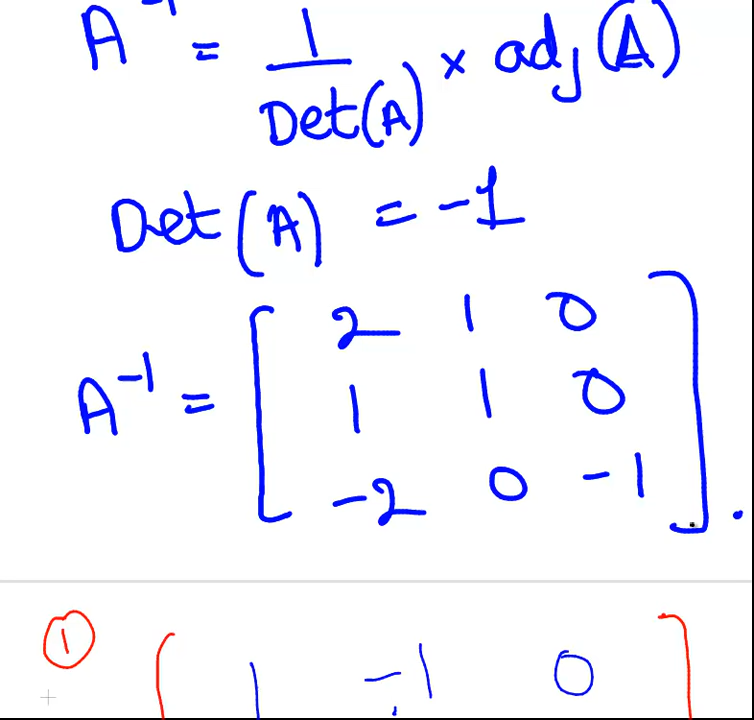 A⁻¹ = 1/Det(A) × adj(A)
Det(A) = -1
A⁻¹ = [ 2 1 0
1 1 0
-2 0 -1 ].
① [ 1 -1 0 ]